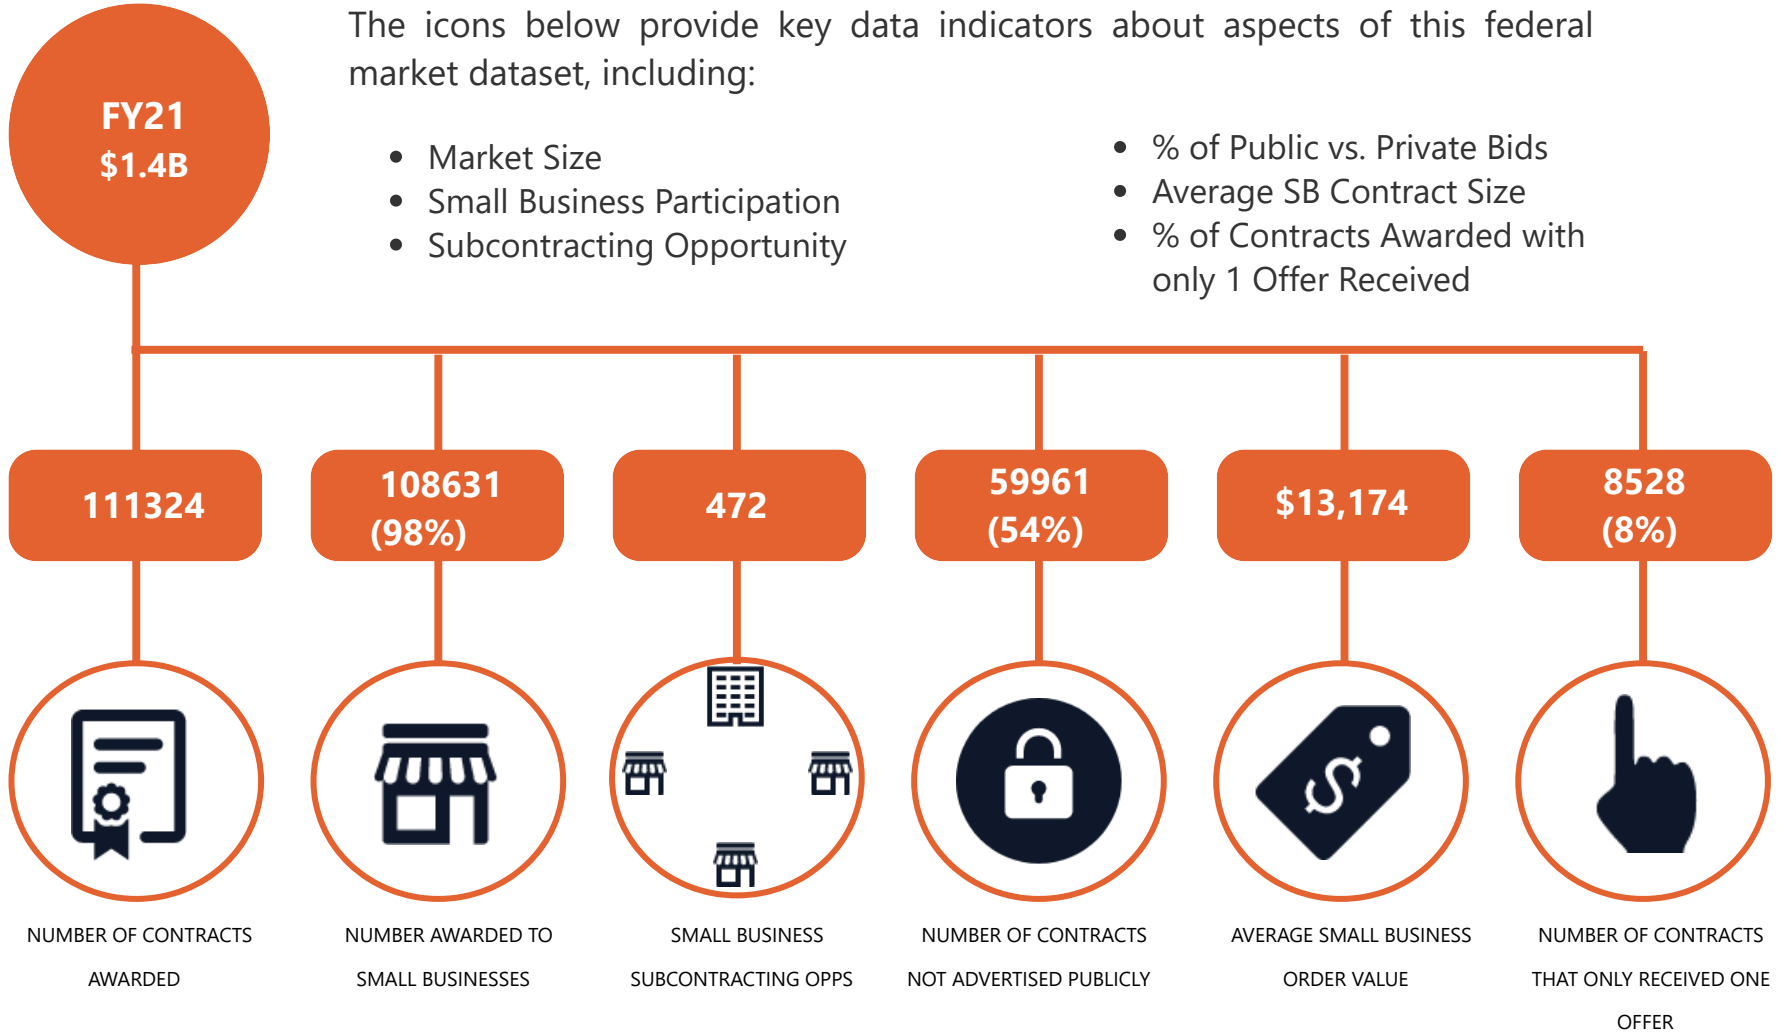 FY21
$1.4B
The icons below provide key data indicators about aspects of this federal
market dataset, including:
• Market Size
• Small Business Participation
• Subcontracting Opportunity
• % of Public vs. Private Bids
• Average SB Contract Size
• % of Contracts Awarded with
only 1 Offer Received
111324
108631
(98%)
472
59961
(54%)
$13,174
8528
(8%)
NUMBER OF CONTRACTS
AWARDED
NUMBER AWARDED TO
SMALL BUSINESSES
SMALL BUSINESS
SUBCONTRACTING OPPS
NUMBER OF CONTRACTS
NOT ADVERTISED PUBLICLY
AVERAGE SMALL BUSINESS
ORDER VALUE
NUMBER OF CONTRACTS
THAT ONLY RECEIVED ONE
OFFER